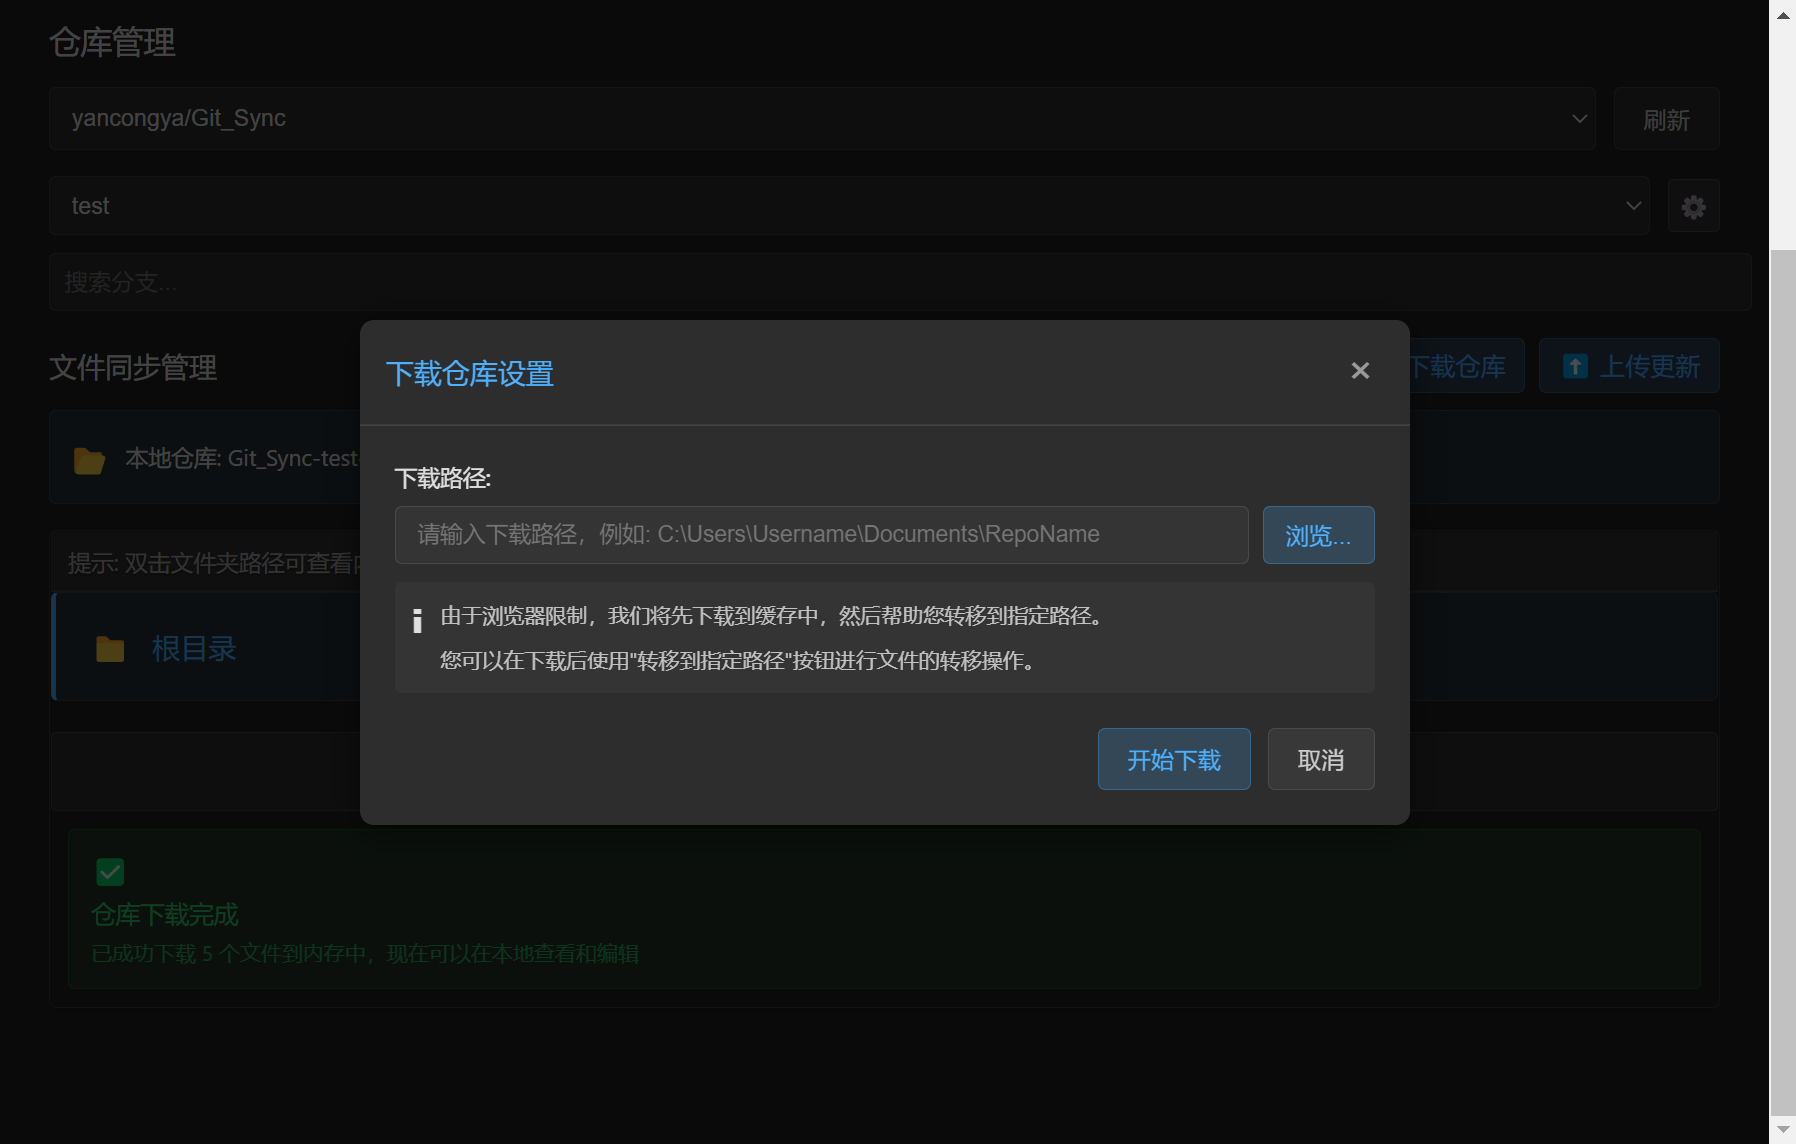 仓库管理
yancongya/Git_Sync
刷新
test
搜索分支...
文件同步管理
下载仓库
上传更新
本地仓库: Git_Sync-test
提示: 双击文件夹路径可查看
根目录
下载仓库设置
下载路径:
请输入下载路径，例如: C:\Users\Username\Documents\RepoName
浏览...
由于浏览器限制，我们将先下载到缓存中，然后帮助您转移到指定路径。
您可以在下载后使用"转移到指定路径"按钮进行文件的转移操作。
开始下载
取消
仓库下载完成
已成功下载 5 个文件到内存中，现在可以在本地查看和编辑